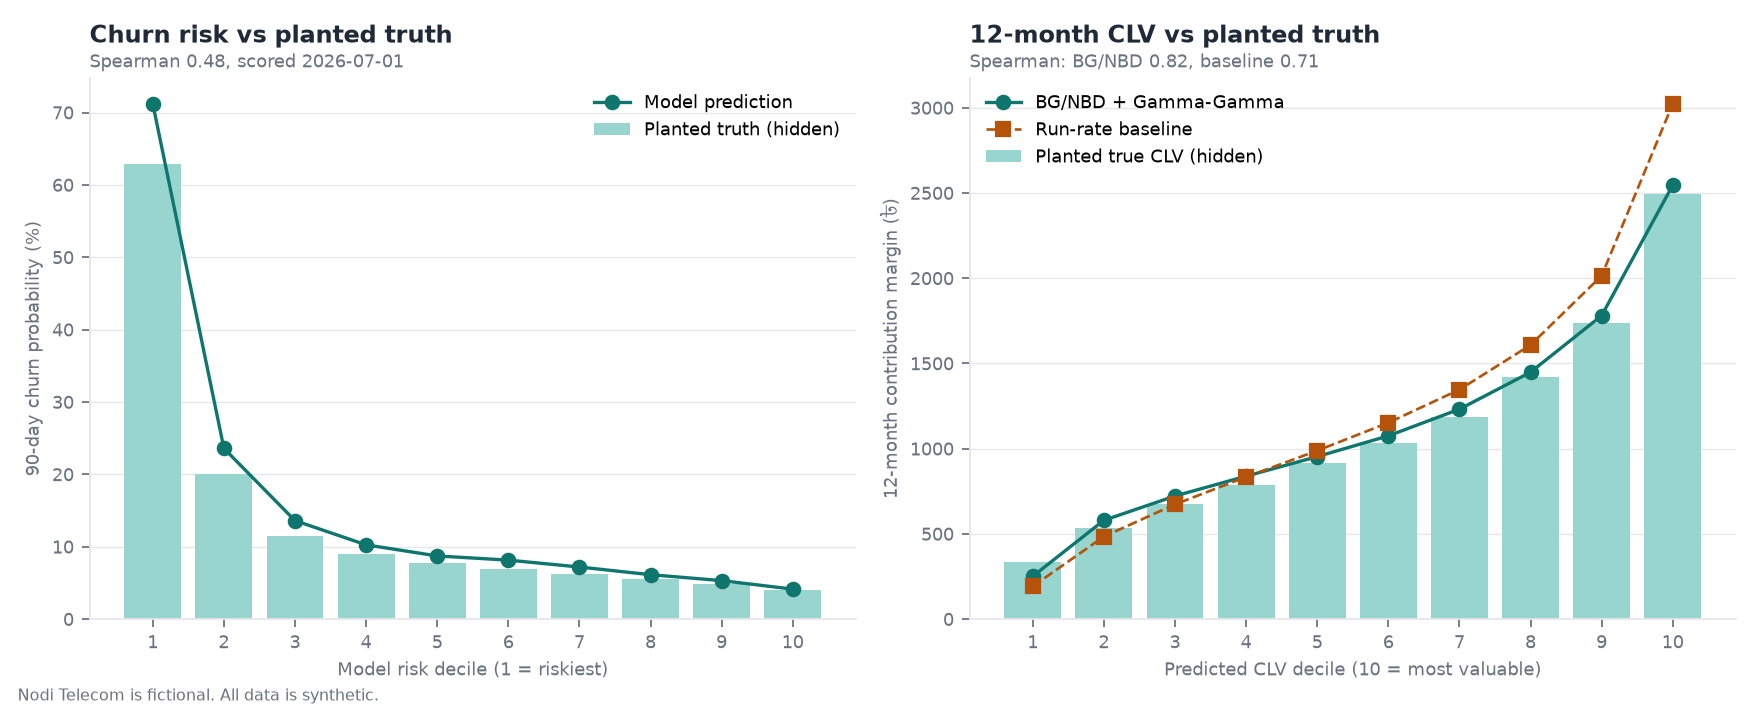 Churn risk vs planted truth
Spearman 0.48, scored 2026-07-01
Model prediction
Planted truth (hidden)
90-day churn probability (%)
70
60
50
40
30
20
10
0
1 2 3 4 5 6 7 8 9 10
Model risk decile (1 = riskiest)
12-month CLV vs planted truth
Spearman: BG/NBD 0.82, baseline 0.71
BG/NBD + Gamma-Gamma
Run-rate baseline
Planted true CLV (hidden)
12-month contribution margin (৳)
3000
2500
2000
1500
1000
500
0
1 2 3 4 5 6 7 8 9 10
Predicted CLV decile (10 = most valuable)
Nodi Telecom is fictional. All data is synthetic.